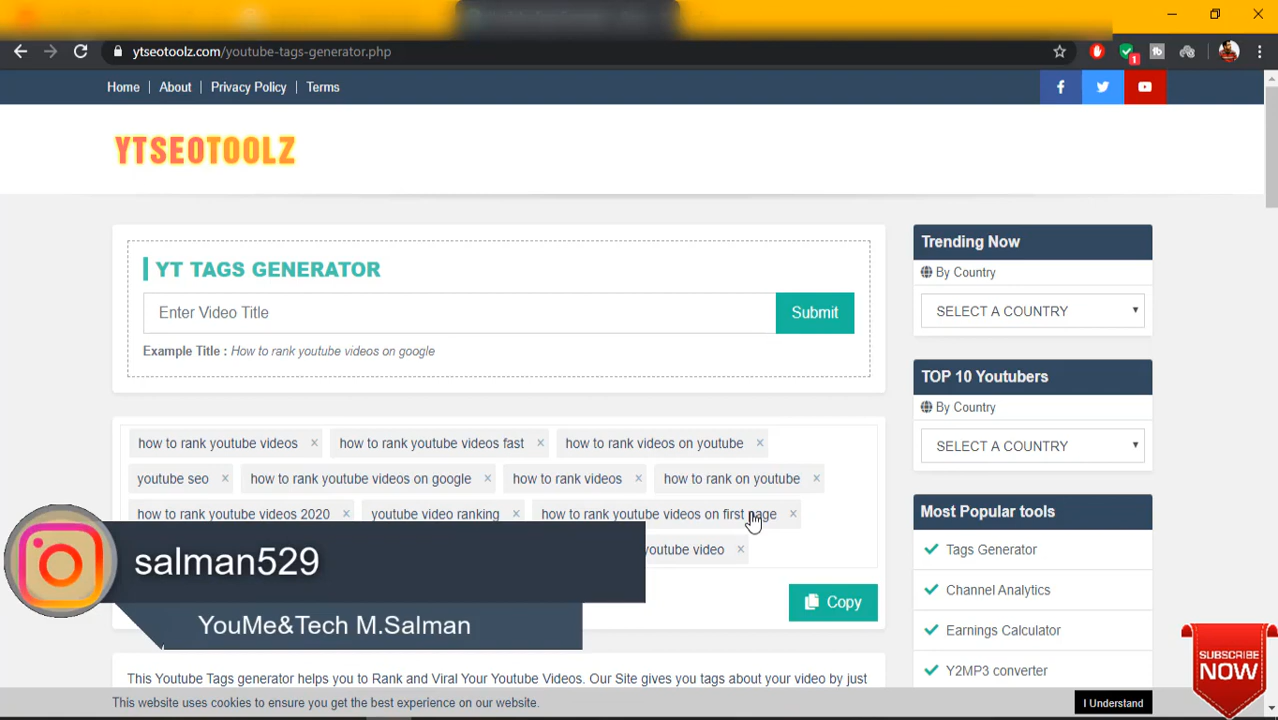 ytseotoolz.com/youtube-tags-generator.php
1
Home About Privacy Policy Terms
YTSEOTOOLZ
YT TAGS GENERATOR
Enter Video Title Submit
Example Title : How to rank youtube videos on google
how to rank youtube videos × how to rank youtube videos fast × how to rank videos on youtube ×
youtube seo × how to rank youtube videos on google × how to rank videos × how to rank on youtube ×
how to rank youtube videos 2020 × youtube video ranking × how to rank youtube videos on first page ×
youtube video ×
Copy
This Youtube Tags generator helps you to Rank and Viral Your Youtube Videos. Our Site gives you tags about your video by just
Trending Now
By Country
SELECT A COUNTRY
TOP 10 Youtubers
By Country
SELECT A COUNTRY
Most Popular tools
Tags Generator
Channel Analytics
Earnings Calculator
Y2MP3 converter
salman529
YouMe&Tech M.Salman
SUBSCRIBE
NOW
This website uses cookies to ensure you get the best experience on our website.
I Understand